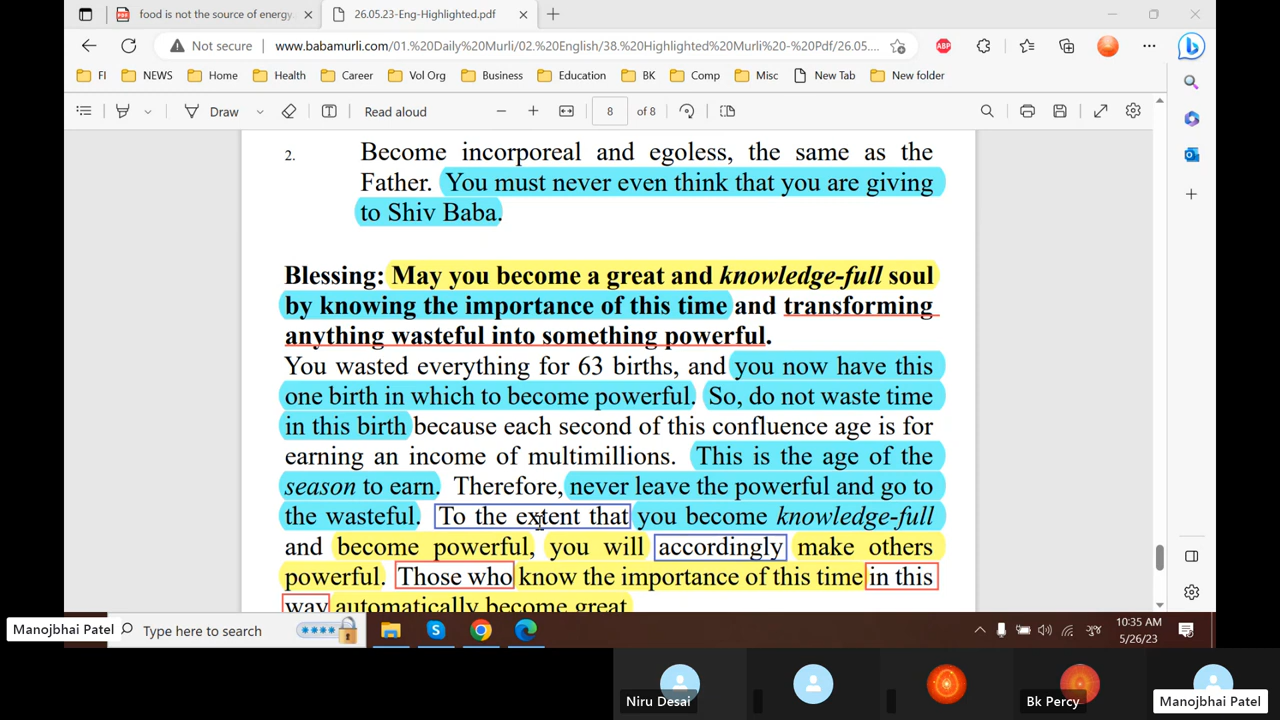 food is not the source of energy
26.05.23-Eng-Highlighted.pdf
Not secure
www.babamurli.com/01.%20Daily%20Murli/02.%20English/38.%20Highlighted%20Murli%20-%20Pdf/26.05....
ABP
FI NEWS Home Health Career Vol Org Business Education BK Comp Misc New Tab New folder
Draw Read aloud 8 of 8
2. Become incorporeal and egoless, the same as the
Father. You must never even think that you are giving
to Shiv Baba.
Blessing: May you become a great and knowledge-full soul
by knowing the importance of this time and transforming
anything wasteful into something powerful.
You wasted everything for 63 births, and you now have this
one birth in which to become powerful. So, do not waste time
in this birth because each second of this confluence age is for
earning an income of multimillions. This is the age of the
season to earn. Therefore, never leave the powerful and go to
the wasteful. To the extent that you become knowledge-full
and become powerful, you will accordingly make others
powerful. Those who know the importance of this time in this
way automatically become great.
Manojbhai Patel
Type here to search
10:35 AM
5/26/23
Niru Desai
Bk Percy
Manojbhai Patel